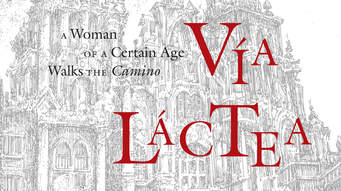 A Woman
of a Certain Age
Walks the Camino
VÍA
LÁCTEA